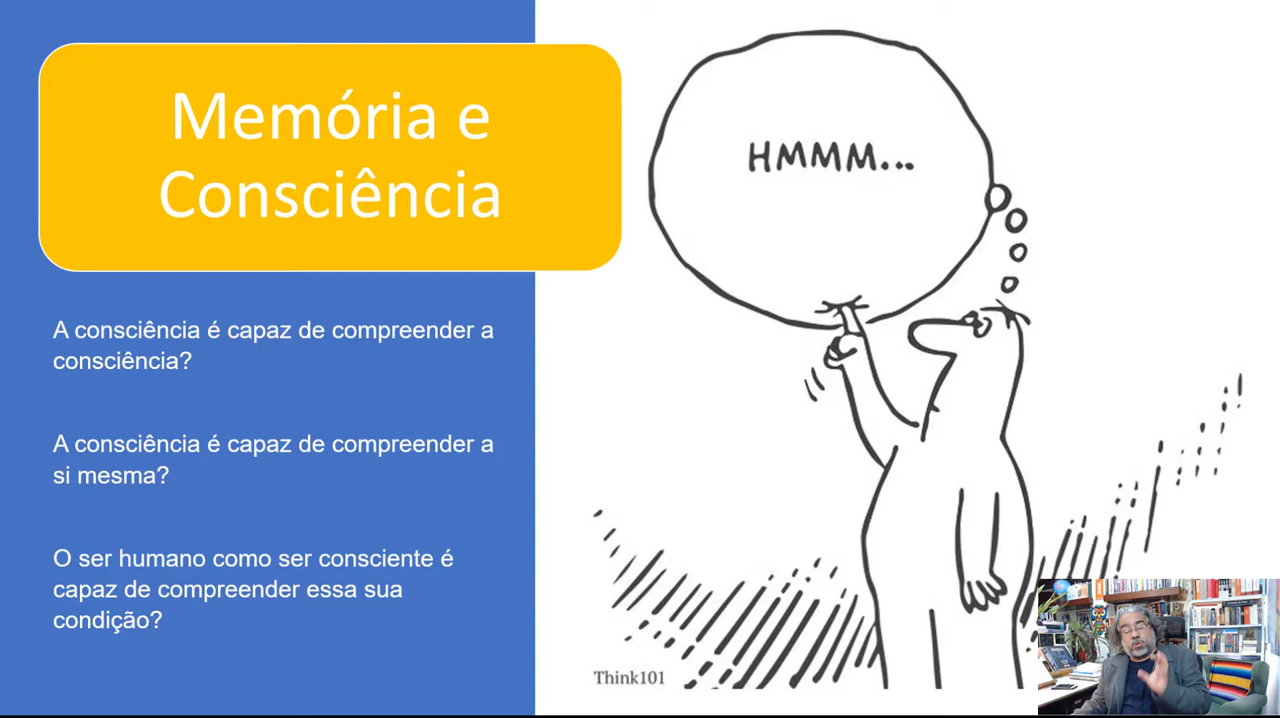 Memória e
Consciência
A consciência é capaz de compreender a
consciência?
A consciência é capaz de compreender a
si mesma?
O ser humano como ser consciente é
capaz de compreender essa sua
condição?
HMMM...
Think101